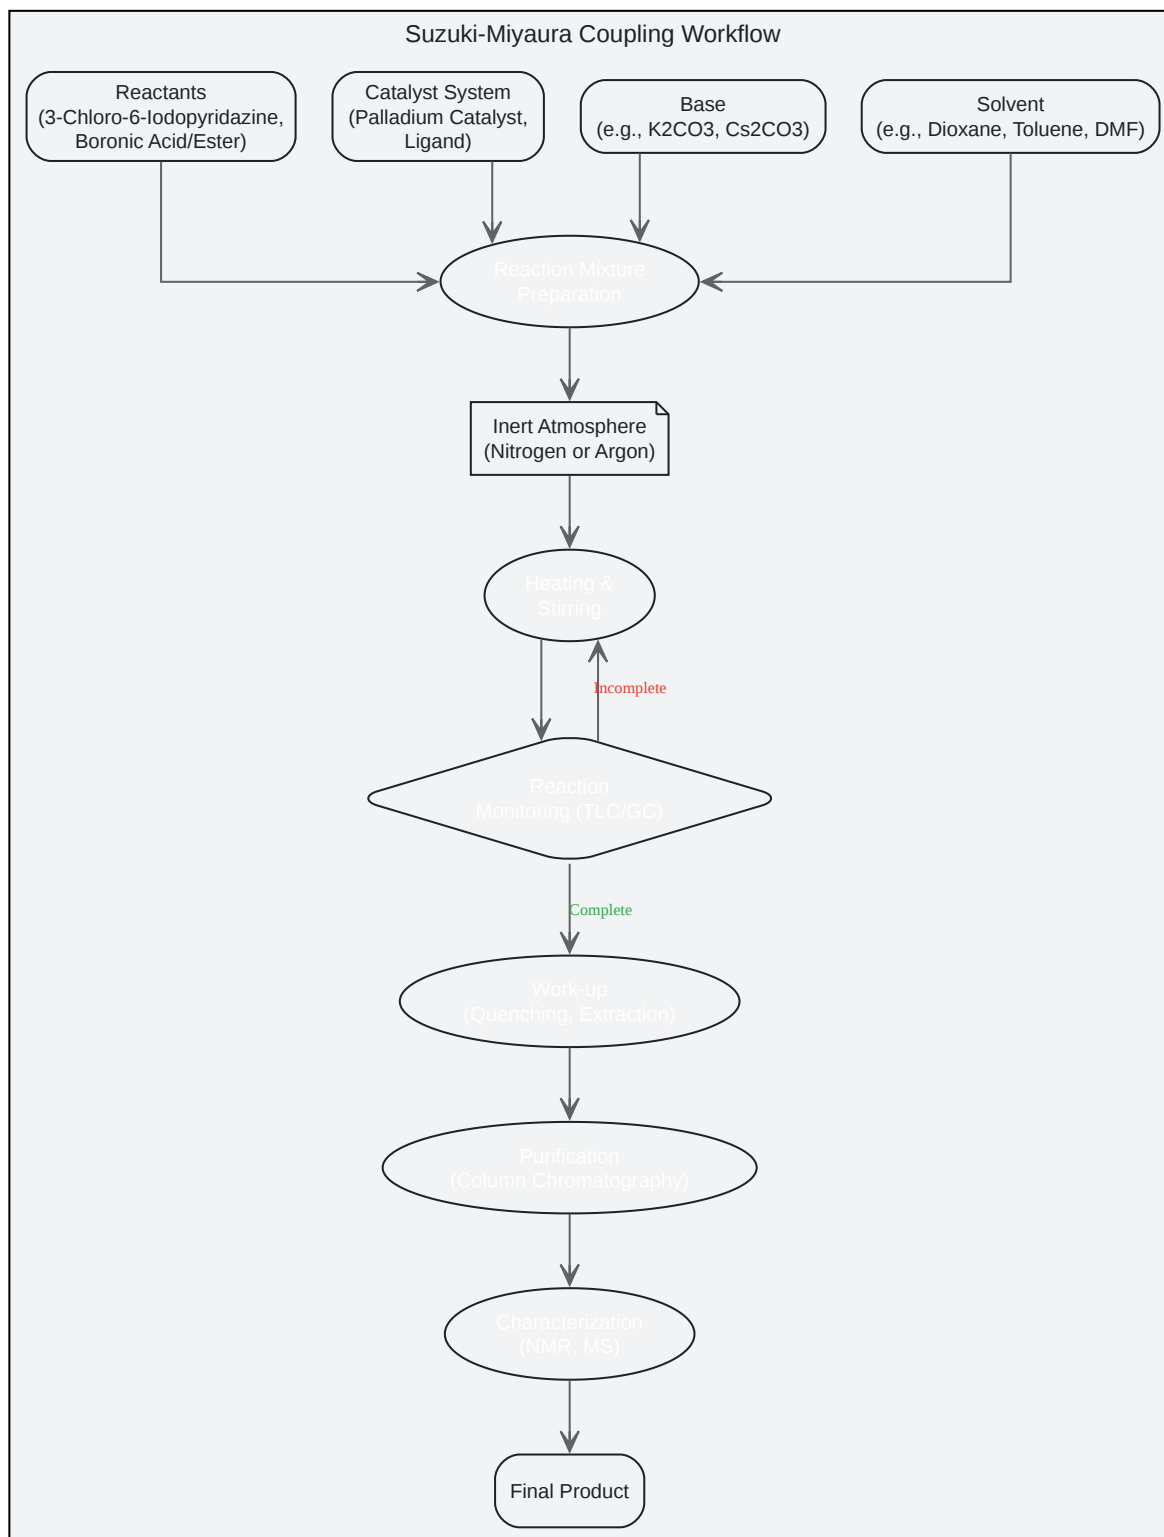 Suzuki-Miyaura Coupling Workflow
Reactants
(3-Chloro-6-Iodopyridazine,
Boronic Acid/Ester)
Catalyst System
(Palladium Catalyst,
Ligand)
Base
(e.g., K2CO3, Cs2CO3)
Solvent
(e.g., Dioxane, Toluene, DMF)
Reaction Mixture
Preparation
Inert Atmosphere
(Nitrogen or Argon)
Heating &
Stirring
Incomplete
Reaction
Monitoring (TLC/GC)
Complete
Work-up
(Quenching, Extraction)
Purification
(Column Chromatography)
Characterization
(NMR, MS)
Final Product